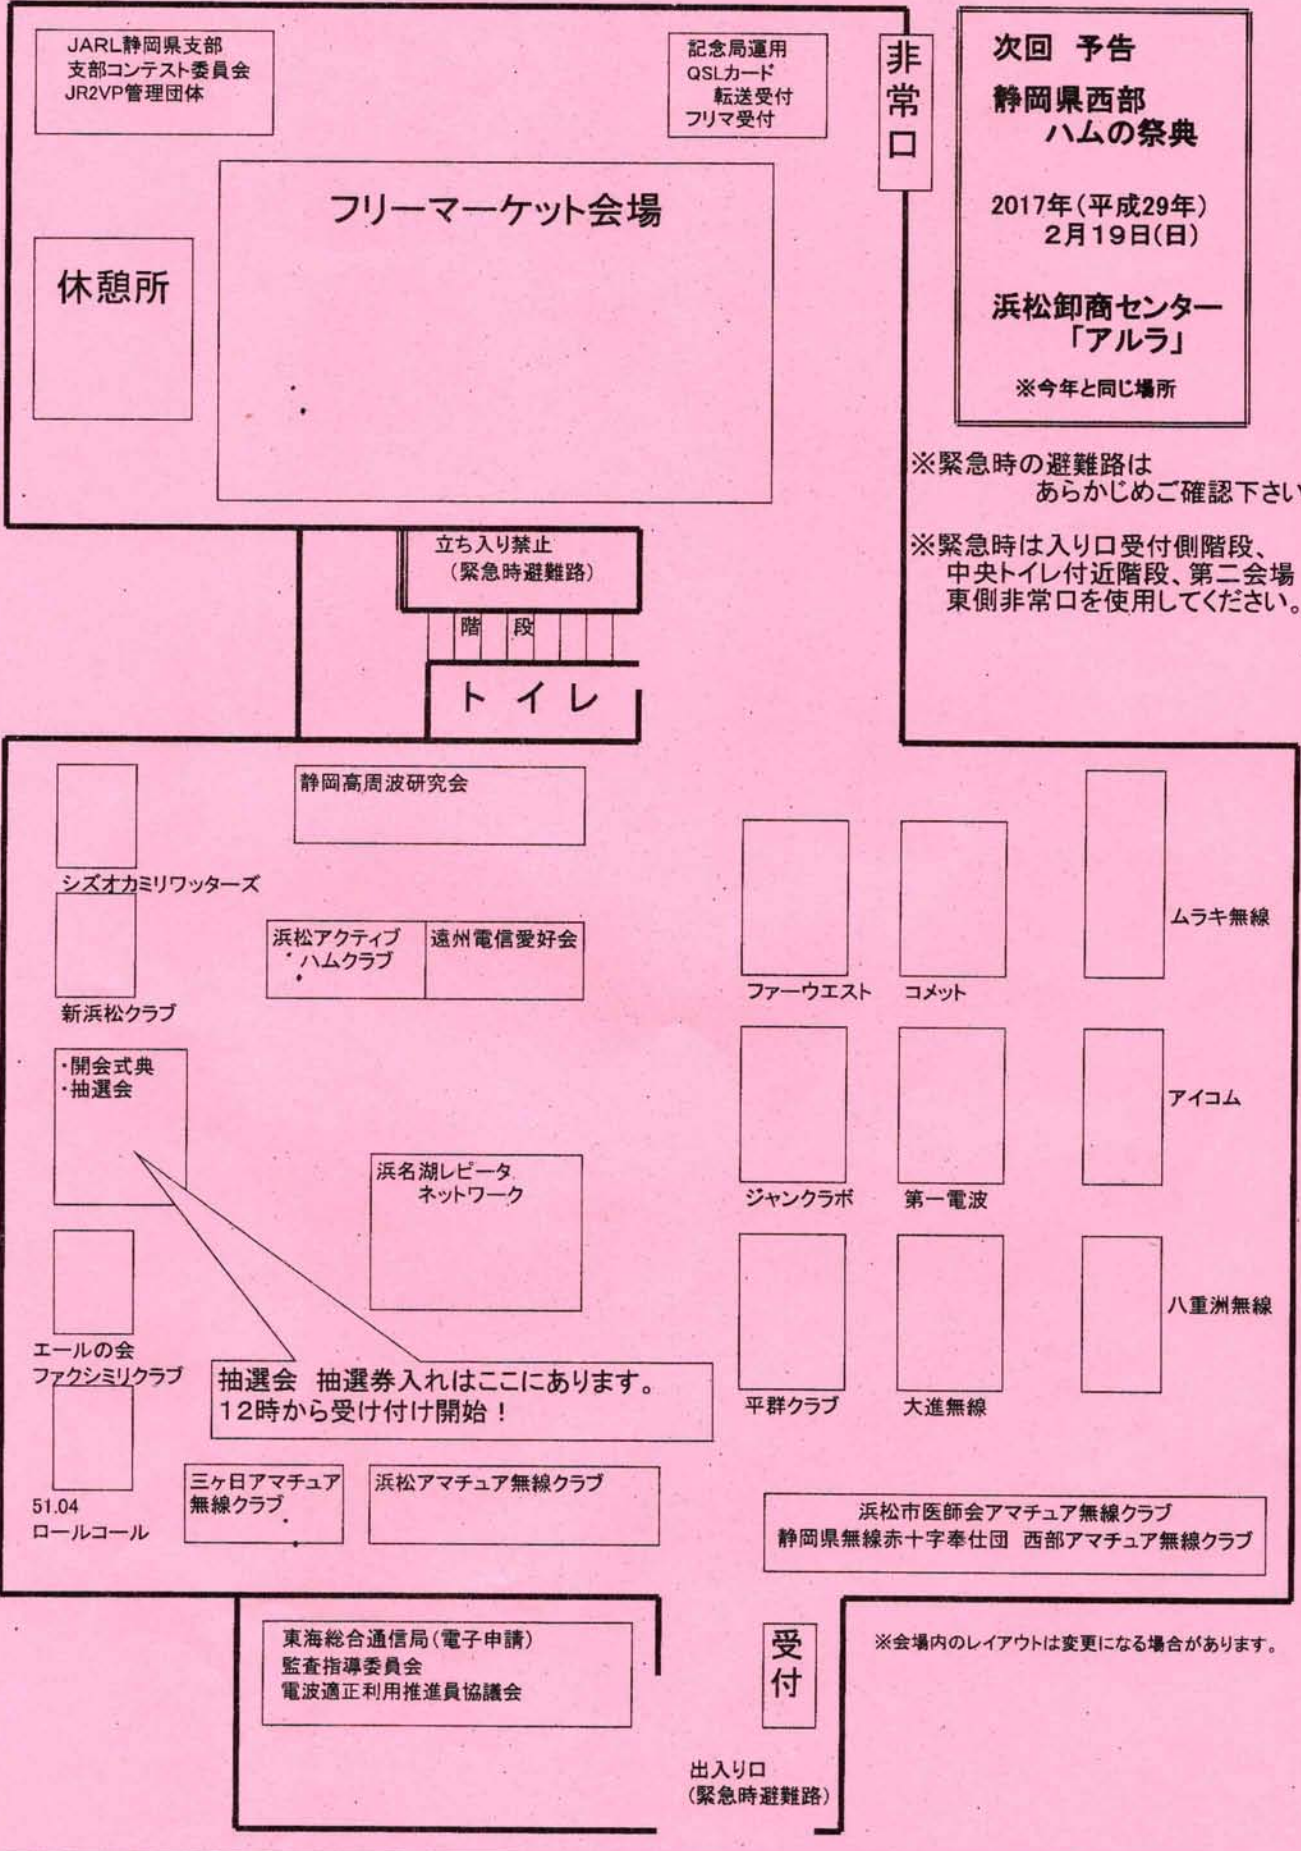 JARL静岡県支部
支部コンテスト委員会
JR2VP管理団体
記念局運用
QSLカード
転送受付
フリマ受付
非常口
次回 予告
静岡県西部
ハムの祭典
2017年(平成29年)
2月19日(日)
浜松卸商センター
「アルラ」
※今年と同じ場所
フリーマーケット会場
休憩所
※緊急時の避難路は
あらかじめご確認下さい
※緊急時は入り口受付側階段、
中央トイレ付近階段、第二会場
東側非常口を使用してください。
立ち入り禁止
(緊急時避難路)
階 段
トイレ
静岡高周波研究会
シズオカミリワッターズ
浜松アクティブ
ハムクラブ
遠州電信愛好会
新浜松クラブ
ムラキ無線
ファーウエスト
コメット
・開会式典
・抽選会
アイコム
浜名湖レピータ
ネットワーク
ジャンクラボ
第一電波
八重洲無線
エールの会
ファクシミリクラブ
抽選会 抽選券入れはここにあります。
12時から受け付け開始!
平群クラブ
大進無線
51.04
ロールコール
三ヶ日アマチュア
無線クラブ
浜松アマチュア無線クラブ
浜松市医師会アマチュア無線クラブ
静岡県無線赤十字奉仕団 西部アマチュア無線クラブ
東海総合通信局(電子申請)
監査指導委員会
電波適正利用推進員協議会
受付
※会場内のレイアウトは変更になる場合があります。
出入り口
(緊急時避難路)